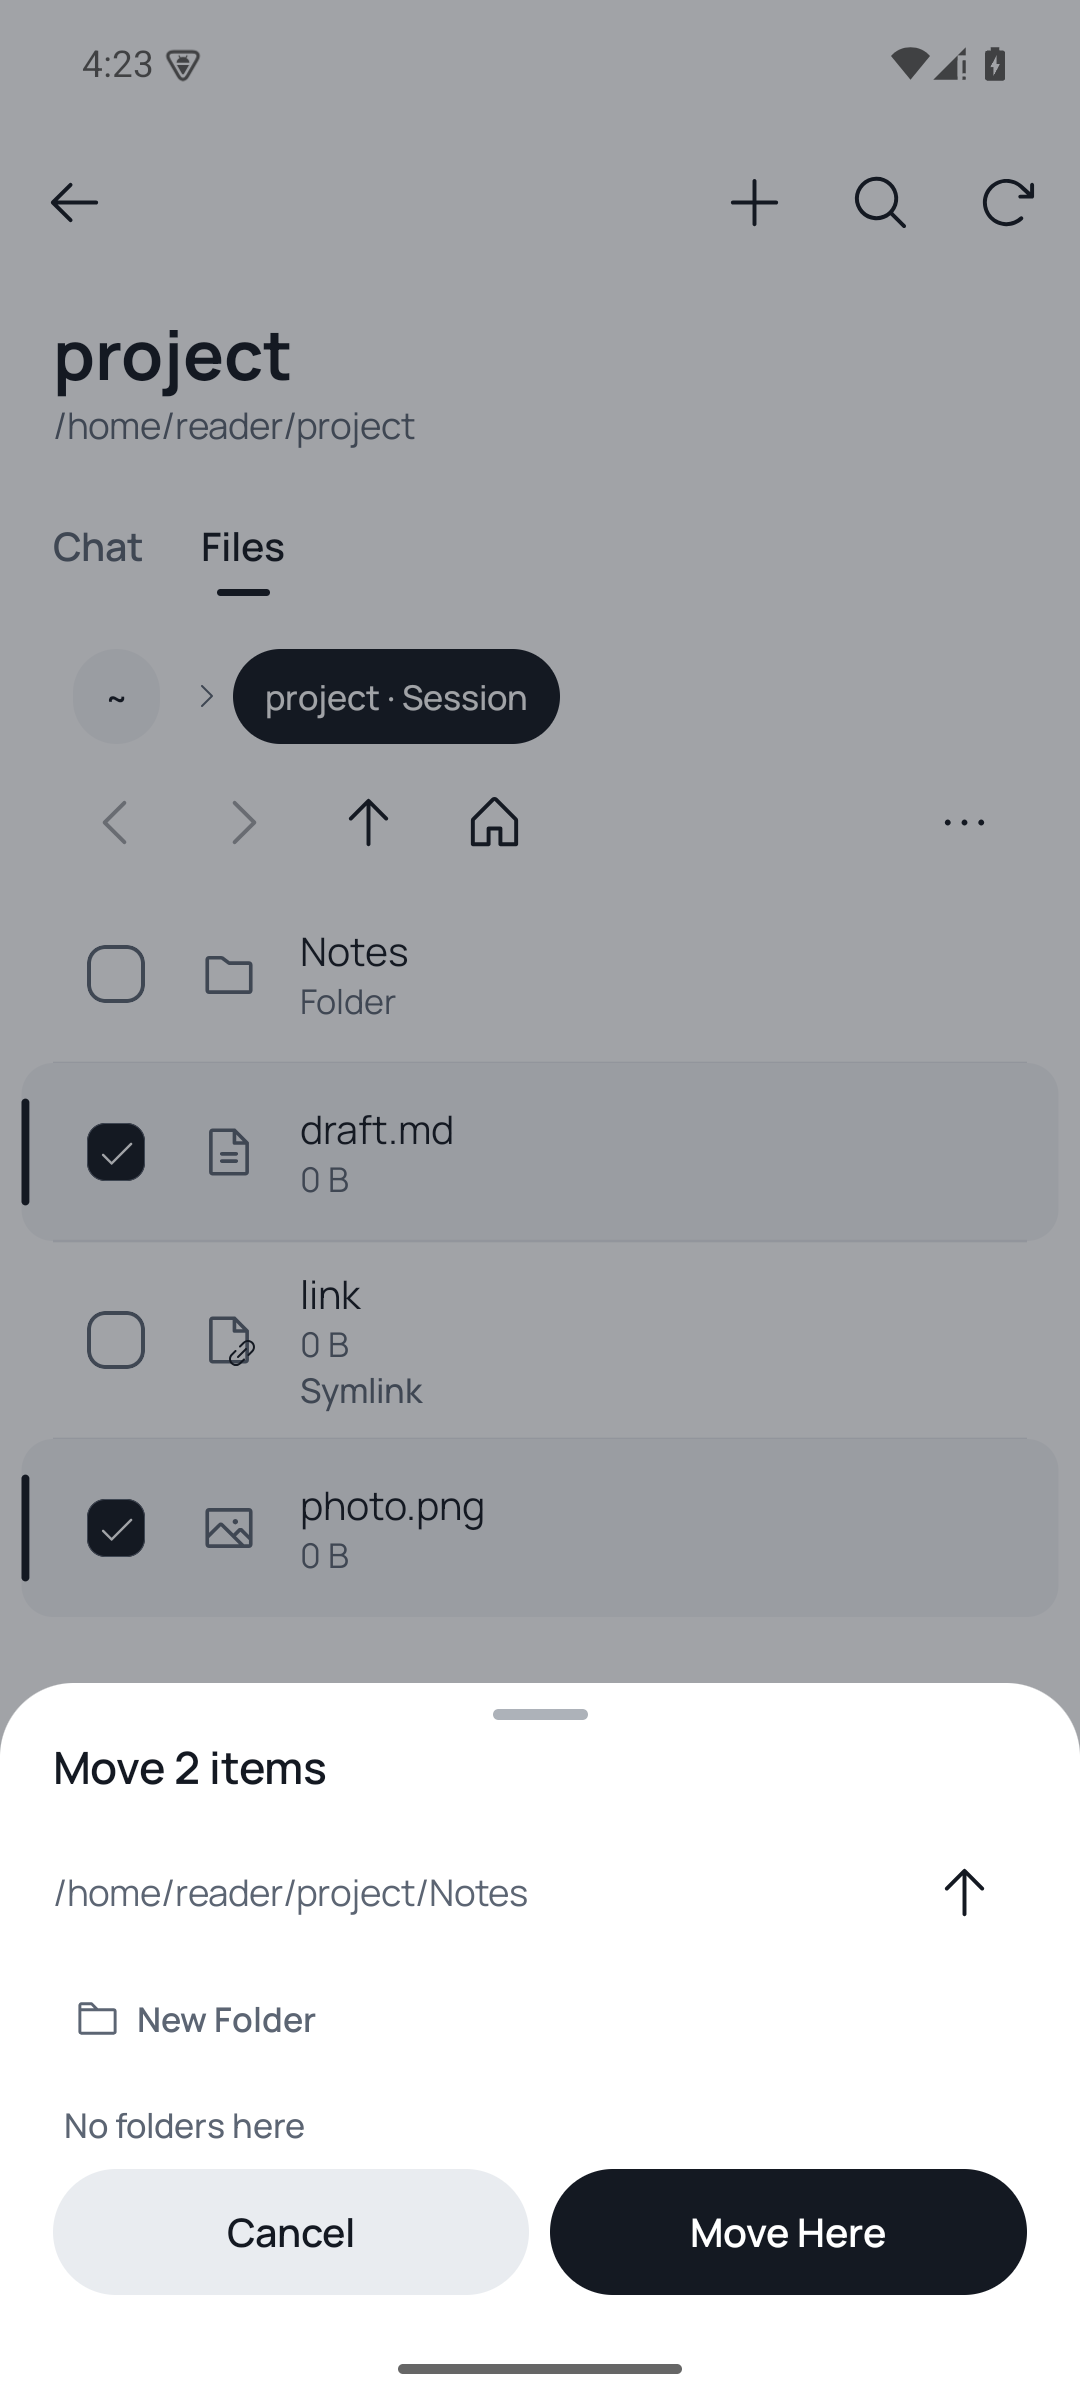 4:23
project
/home/reader/project
Chat Files
~ project · Session
Notes
Folder
draft.md
0 B
link
0 B
Symlink
photo.png
0 B
Move 2 items
/home/reader/project/Notes
New Folder
No folders here
Cancel Move Here